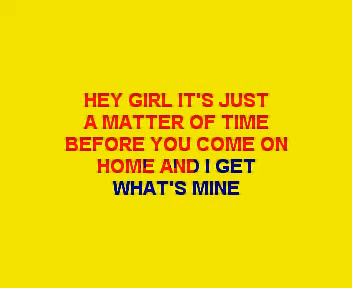 HEY GIRL IT'S JUST
A MATTER OF TIME
BEFORE YOU COME ON
HOME AND I GET
WHAT'S MINE